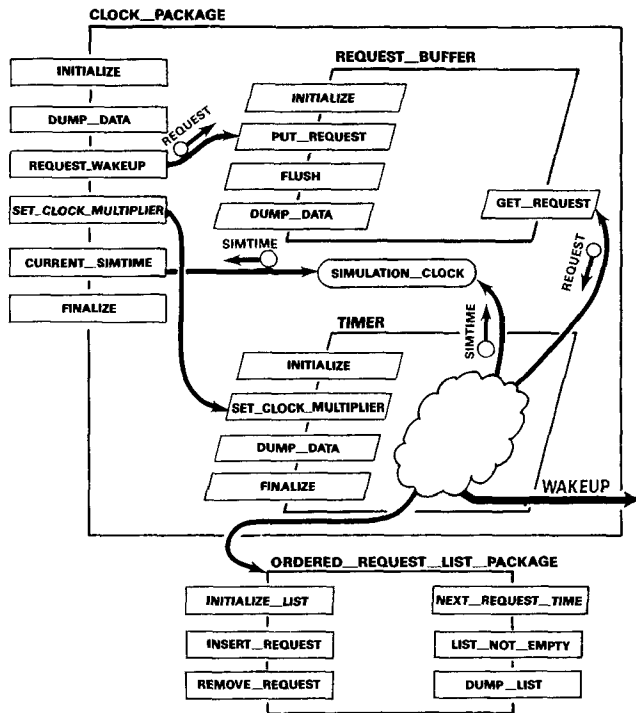 CLOCK__PACKAGE
INITIALIZE
DUMP__DATA
REQUEST_WAKEUP
SET_CLOCK_MULTIPLIER
CURRENT__SIMTIME
FINALIZE
REQUEST
REQUEST__BUFFER
INITIALIZE
PUT__REQUEST
FLUSH
DUMP__DATA
GET__REQUEST
SIMTIME
SIMULATION__CLOCK
REQUEST
SIMTIME
TIMER
INITIALIZE
SET_CLOCK_MULTIPLIER
DUMP__DATA
FINALIZE
WAKEUP
ORDERED__REQUEST__LIST__PACKAGE
INITIALIZE__LIST
INSERT__REQUEST
REMOVE__REQUEST
NEXT__REQUEST__TIME
LIST__NOT__EMPTY
DUMP__LIST